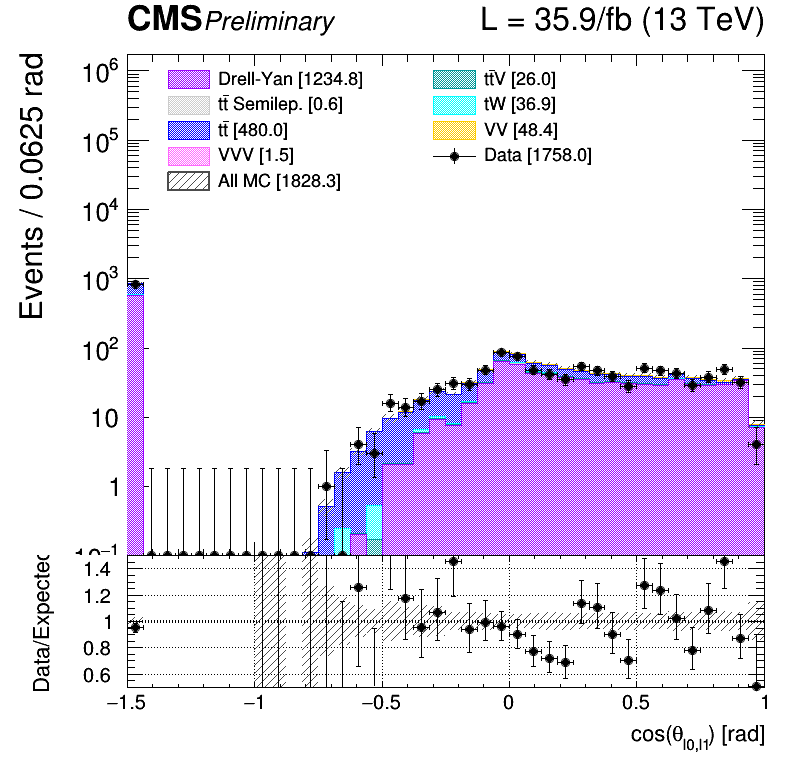 CMS Preliminary L = 35.9/fb (13 TeV)
Events / 0.0625 rad
Drell-Yan [1234.8]
tt̄ Semilep. [0.6]
tt̄ [480.0]
VVV [1.5]
All MC [1828.3]
tt̄V [26.0]
tW [36.9]
VV [48.4]
Data [1758.0]
10⁶
10⁵
10⁴
10³
10²
10
1
10⁻¹
Data/Expected
1.4
1.2
1
0.8
0.6
−1.5 −1 −0.5 0 0.5 1
cos(θ_{l0,l1}) [rad]